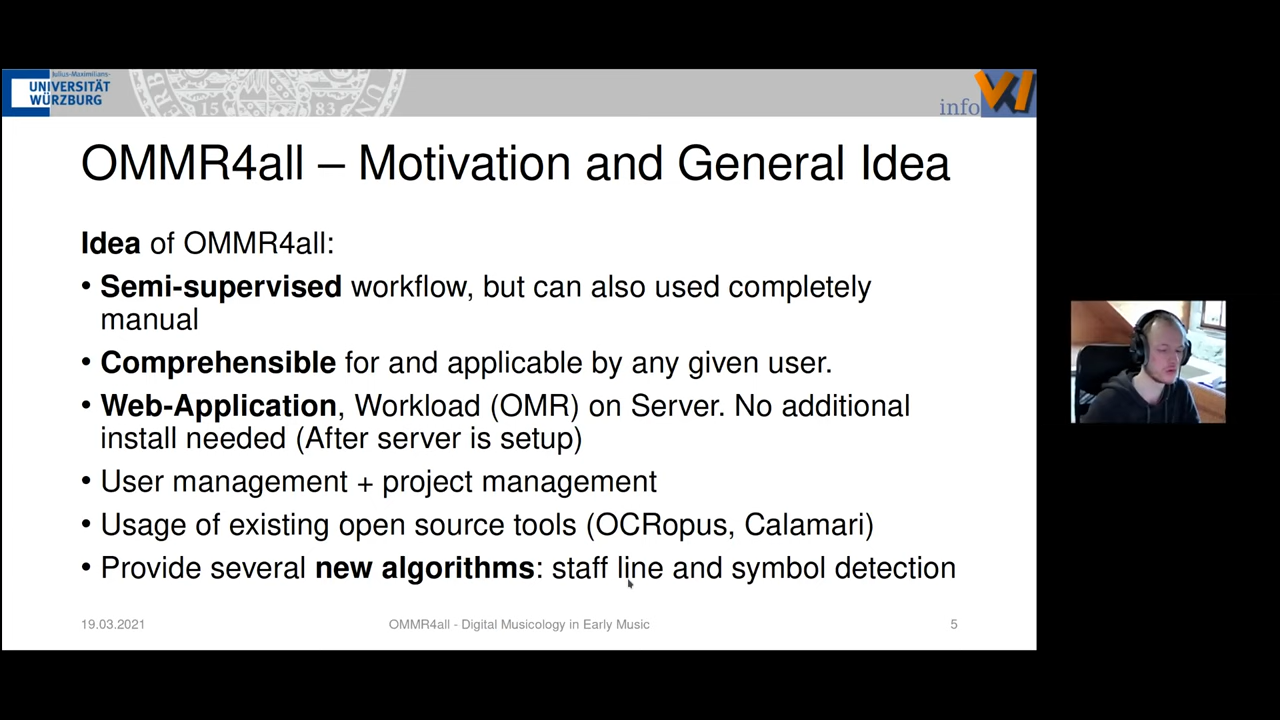 Julius-Maximilians-
UNIVERSITÄT
WÜRZBURG
15 83
info
OMMR4all – Motivation and General Idea
Idea of OMMR4all:
• Semi-supervised workflow, but can also used completely
manual
• Comprehensible for and applicable by any given user.
• Web-Application, Workload (OMR) on Server. No additional
install needed (After server is setup)
• User management + project management
• Usage of existing open source tools (OCRopus, Calamari)
• Provide several new algorithms: staff line and symbol detection
19.03.2021
OMMR4all - Digital Musicology in Early Music
5